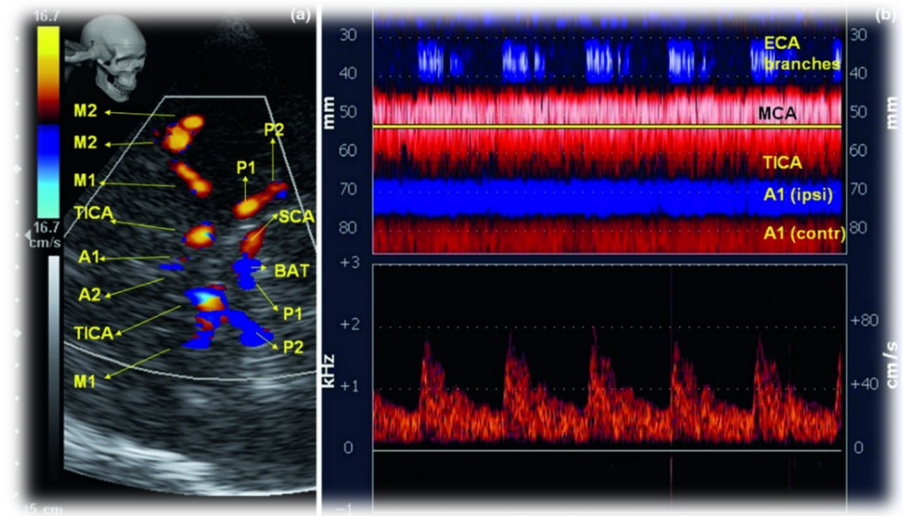 16.7
(a)
M2
M2
P2
M1
P1
TICA
SCA
16.7
cm/s
A1
BAT
A2
P1
TICA
P2
M1
(b)
30
ECA
30
branches
40
40
mm
50
MCA
50
mm
60
TICA
60
70
A1 (ipsi)
70
80
A1 (contr)
80
+3
+2
+80
kHz
+1
+40
cm/s
0
0